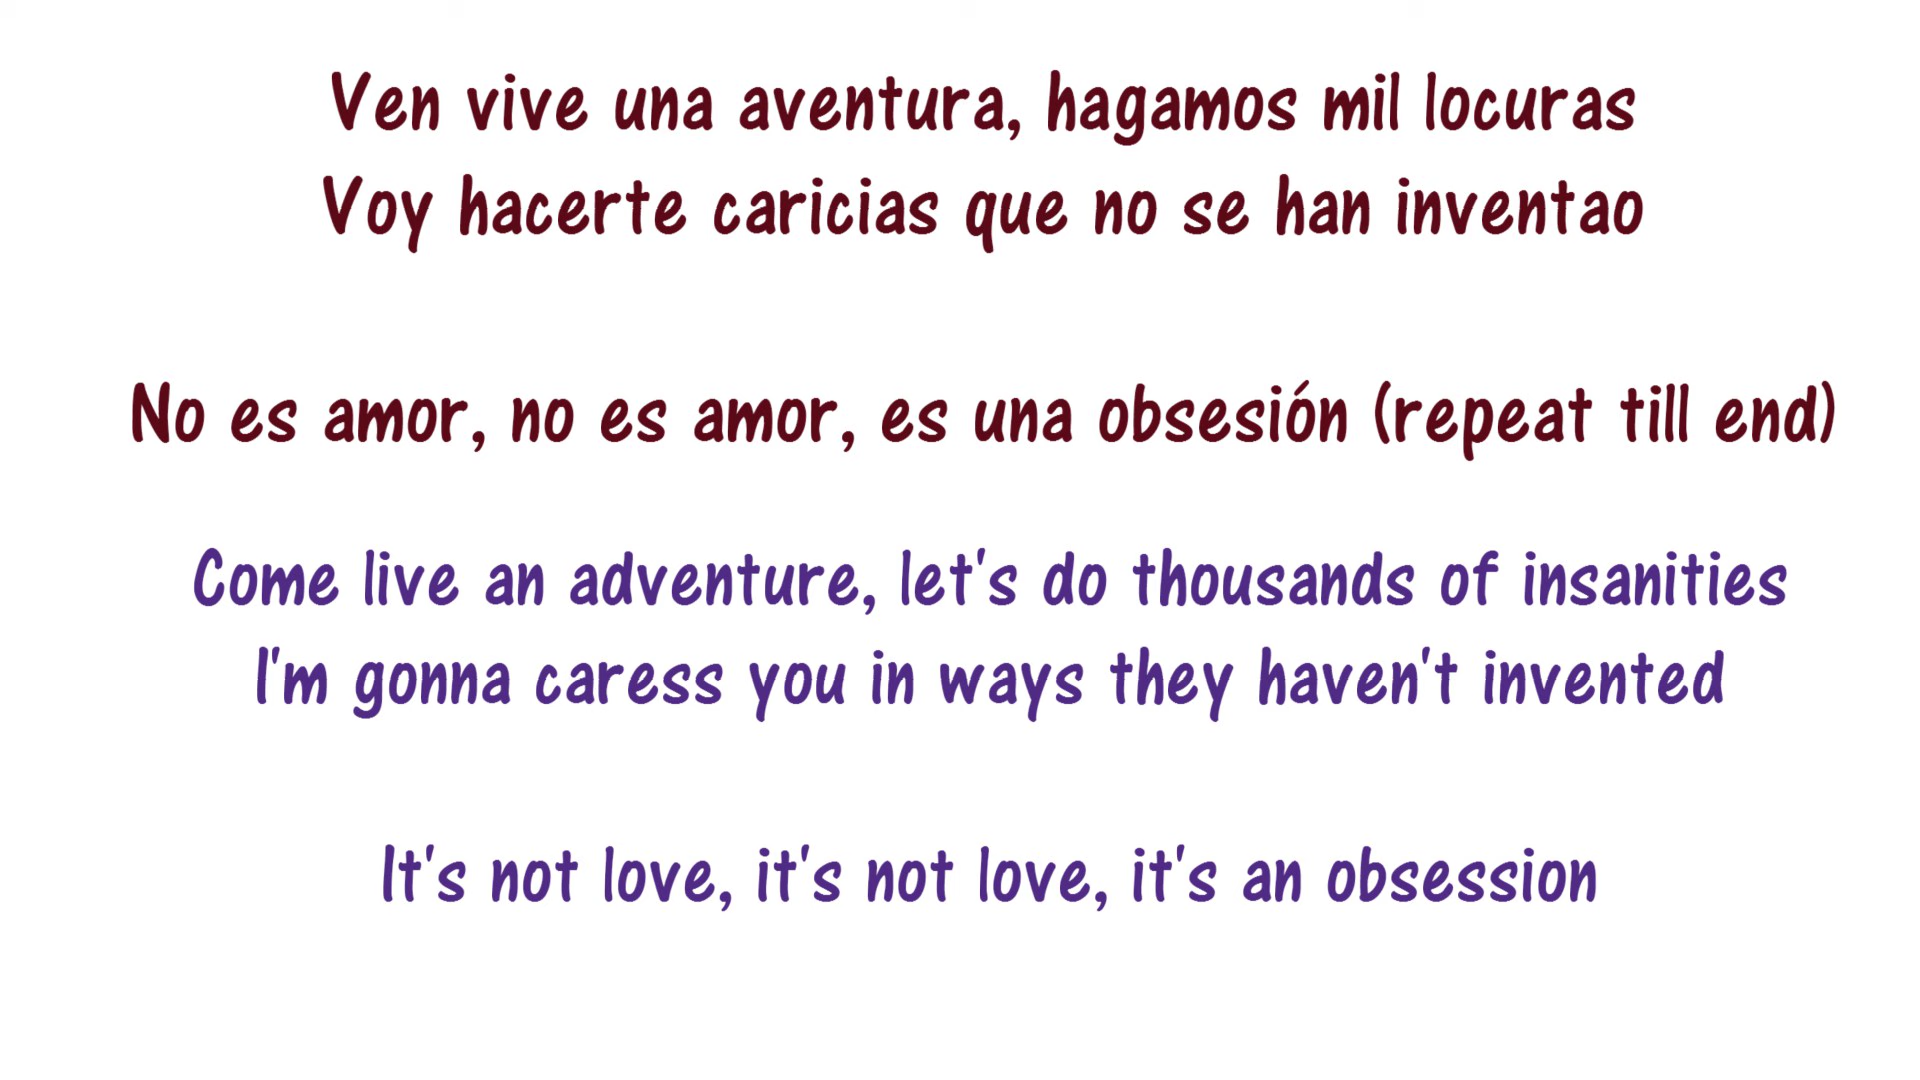 Ven vive una aventura, hagamos mil locuras
Voy hacerte caricias que no se han inventao
No es amor, no es amor, es una obsesión (repeat till end)
Come live an adventure, let's do thousands of insanities
I'm gonna caress you in ways they haven't invented
It's not love, it's not love, it's an obsession